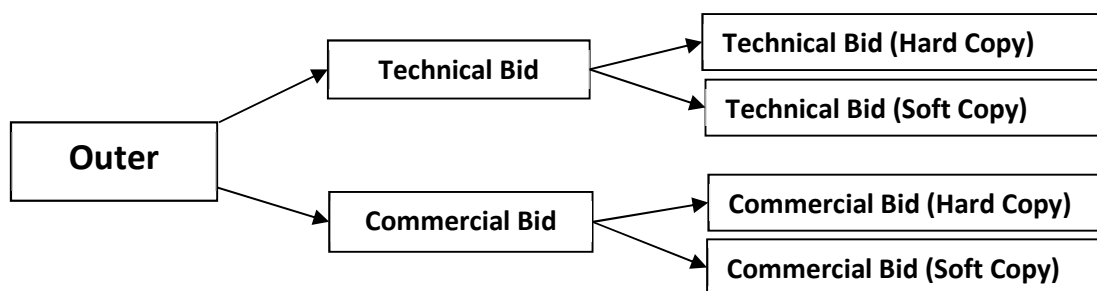 Technical Bid (Hard Copy)
Technical Bid
Technical Bid (Soft Copy)
Outer
Commercial Bid (Hard Copy)
Commercial Bid
Commercial Bid (Soft Copy)